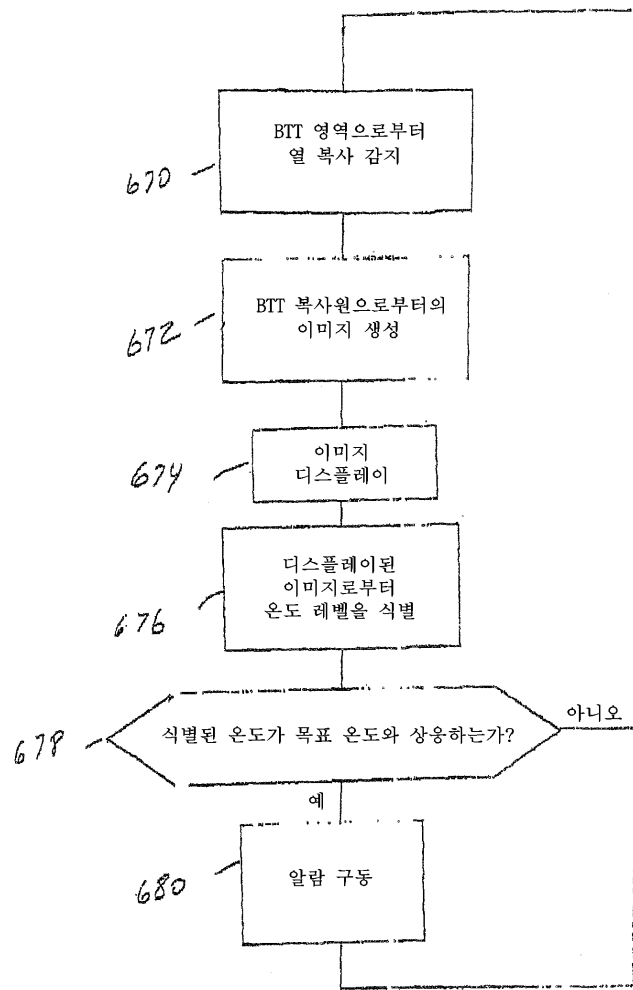 BTT 영역으로부터
열 복사 감지
670
BTT 복사원으로부터의
이미지 생성
672
이미지
디스플레이
674
디스플레이된
이미지로부터
온도 레벨을 식별
676
식별된 온도가 목표 온도와 상응하는가?
아니오
678
예
알람 구동
680